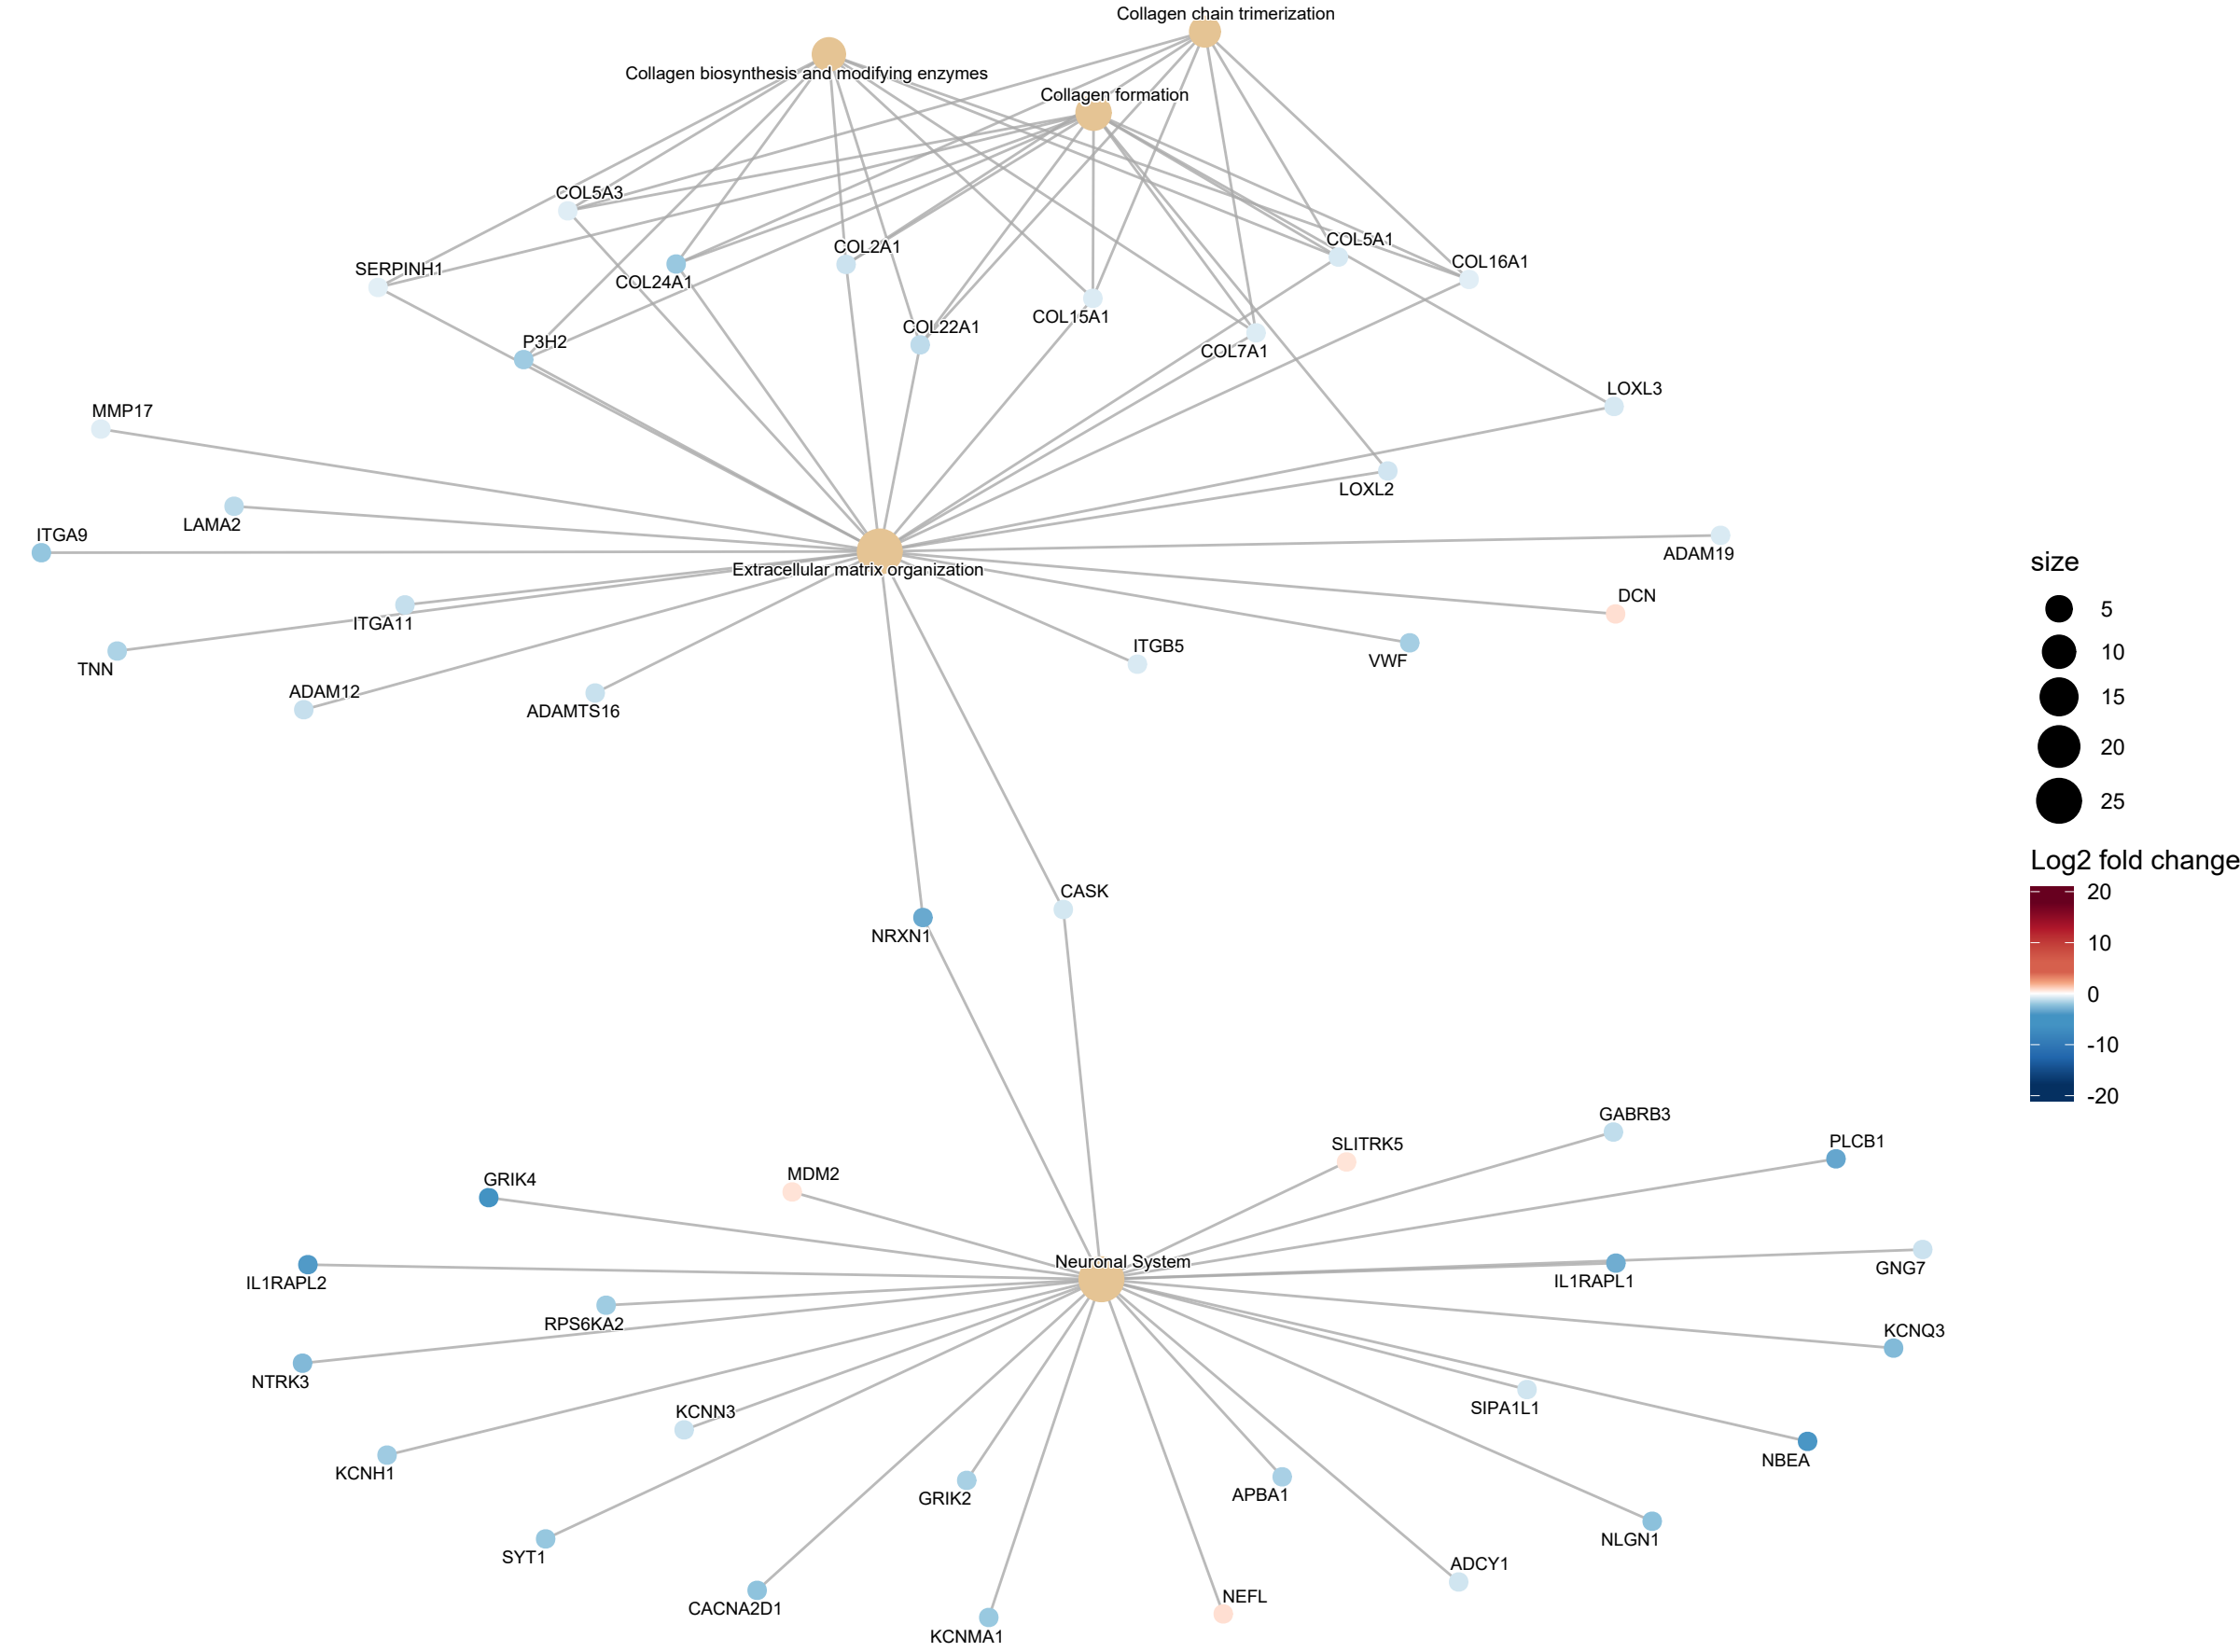 Collagen chain trimerization
Collagen biosynthesis and modifying enzymes
Collagen formation
COL5A3
COL2A1
COL5A1
COL16A1
SERPINH1
COL24A1
COL15A1
COL22A1
P3H2
COL7A1
LOXL3
MMP17
LOXL2
LAMA2
ITGA9
ADAM19
Extracellular matrix organization
DCN
ITGA11
ITGB5
VWF
TNN
ADAM12
ADAMTS16
CASK
NRXN1
GABRB3
SLITRK5
PLCB1
MDM2
GRIK4
Neuronal System
GNG7
IL1RAPL2
IL1RAPL1
RPS6KA2
KCNQ3
NTRK3
SIPA1L1
KCNN3
NBEA
KCNH1
APBA1
GRIK2
NLGN1
SYT1
ADCY1
NEFL
CACNA2D1
KCNMA1
size
5
10
15
20
25
Log2 fold change
20
10
0
-10
-20